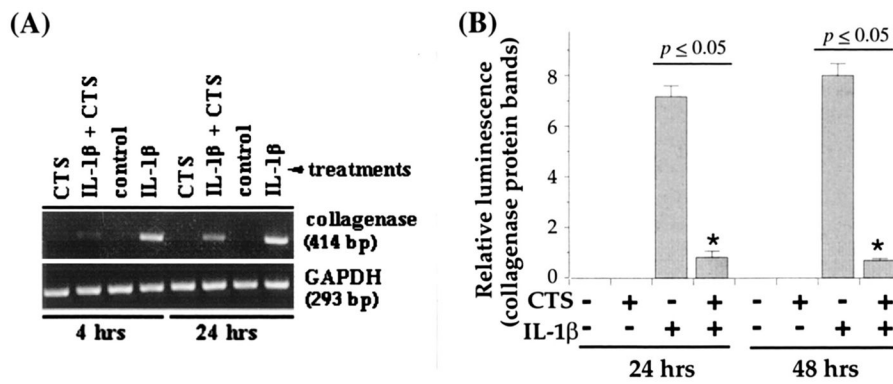 (A)
CTS
IL-1β + CTS
control
IL-1β
CTS
IL-1β + CTS
control
IL-1β
treatments
collagenase
(414 bp)
GAPDH
(293 bp)
4 hrs
24 hrs
(B)
Relative luminescence
(collagenase protein bands)
8
6
4
2
0
p ≤ 0.05
p ≤ 0.05
*
*
CTS - + - + - + - +
IL-1β - - + + - - + +
24 hrs
48 hrs